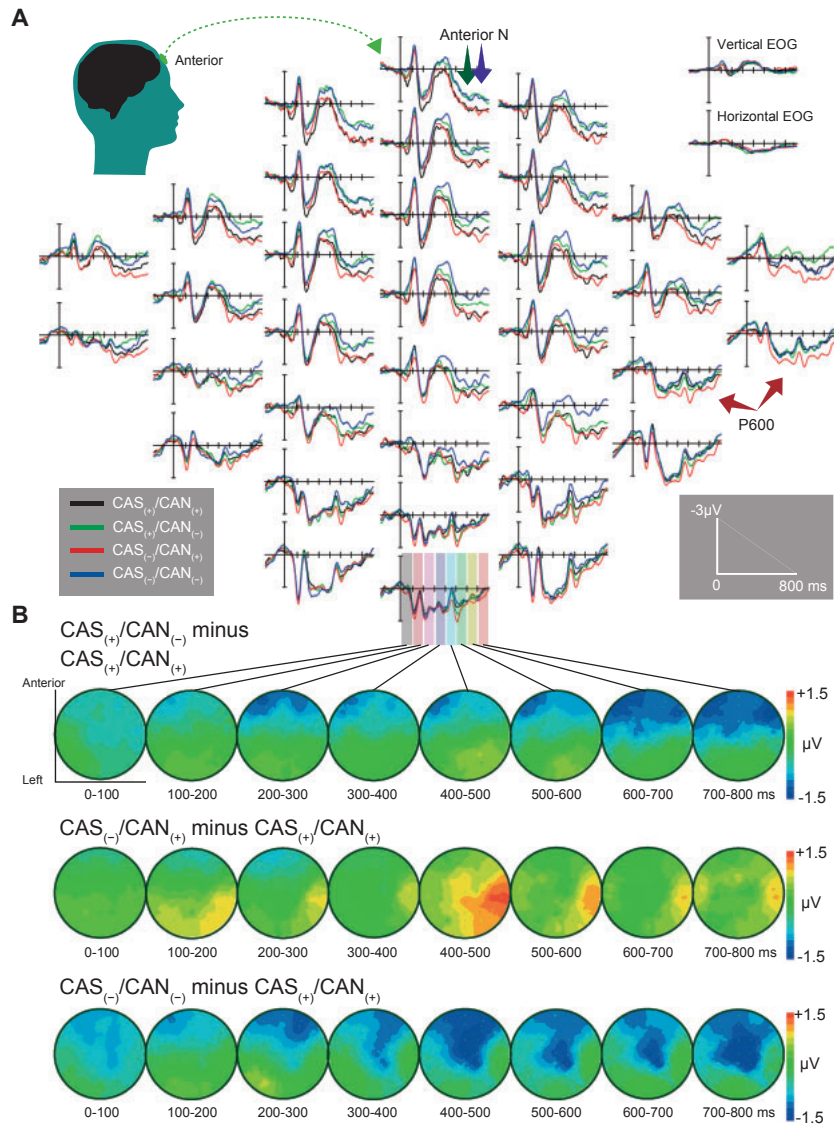 A
Anterior
Anterior N
Vertical EOG
Horizontal EOG
P600
CAS(+)/CAN(+)
CAS(+)/CAN(−)
CAS(−)/CAN(+)
CAS(−)/CAN(−)
-3µV
0
800 ms
B
CAS(+)/CAN(−) minus
CAS(+)/CAN(+)
Anterior
Left
+1.5
µV
-1.5
0-100 100-200 200-300 300-400 400-500 500-600 600-700 700-800 ms
CAS(−)/CAN(+) minus CAS(+)/CAN(+)
+1.5
µV
-1.5
0-100 100-200 200-300 300-400 400-500 500-600 600-700 700-800 ms
CAS(−)/CAN(−) minus CAS(+)/CAN(+)
+1.5
µV
-1.5
0-100 100-200 200-300 300-400 400-500 500-600 600-700 700-800 ms